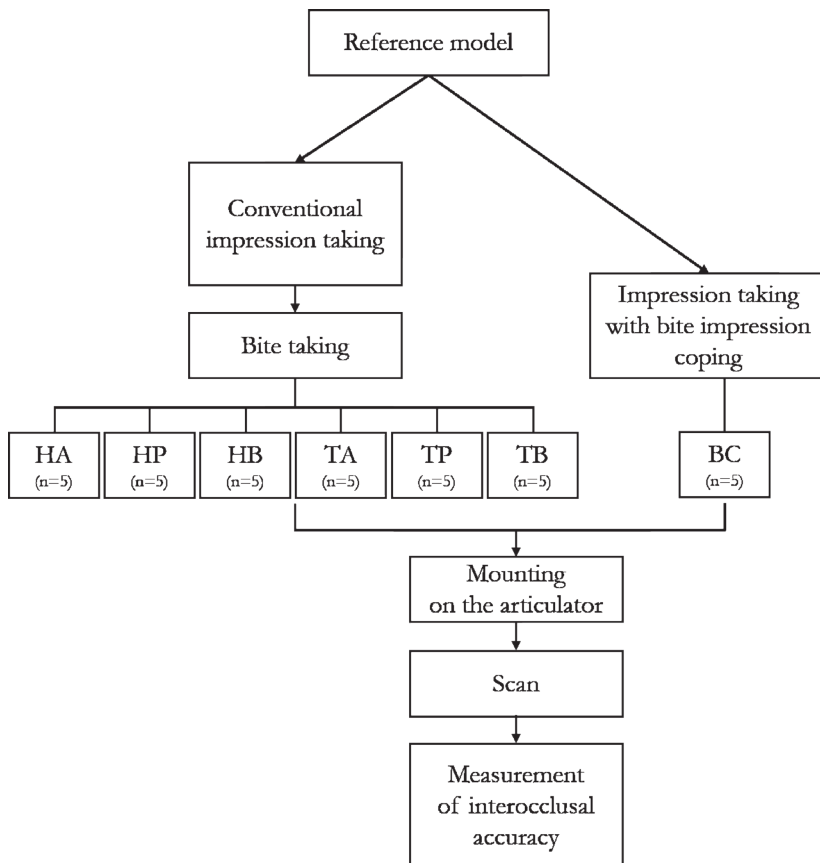 Reference model
Conventional
impression taking
Impression taking
with bite impression
coping
Bite taking
HA
(n=5)
HP
(n=5)
HB
(n=5)
TA
(n=5)
TP
(n=5)
TB
(n=5)
BC
(n=5)
Mounting
on the articulator
Scan
Measurement
of interocclusal
accuracy